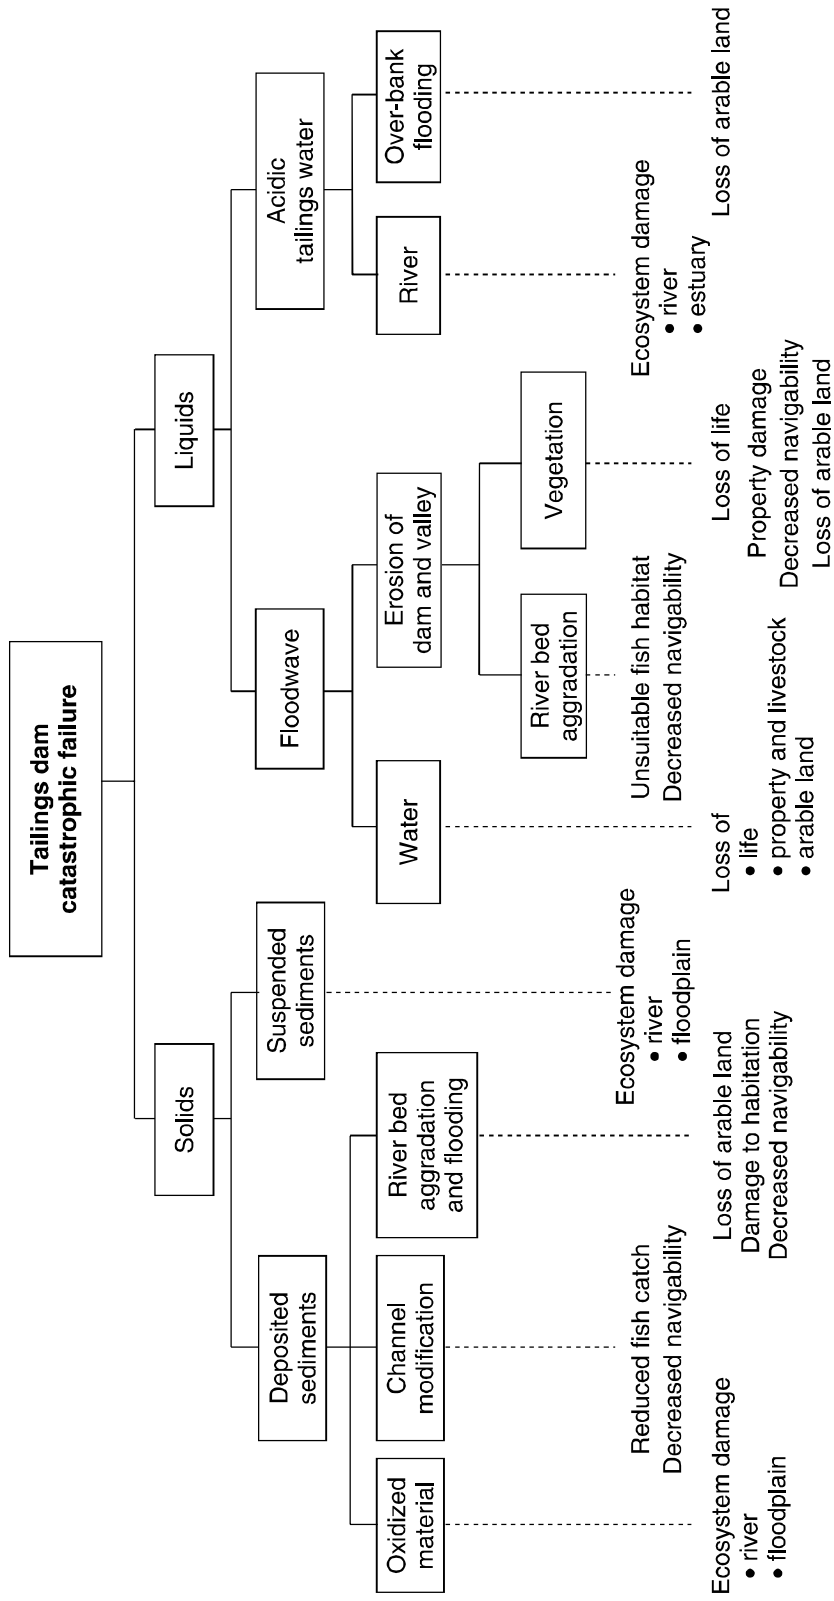 Tailings dam
catastrophic failure
Solids
Liquids
Deposited
sediments
Suspended
sediments
Floodwave
Acidic
tailings water
Oxidized
material
Channel
modification
River bed
aggradation
and flooding
Water
Erosion of
dam and valley
River
Over-bank
flooding
River bed
aggradation
Vegetation
Ecosystem damage
• river
• floodplain
Reduced fish catch
Decreased navigability
Loss of arable land
Damage to habitation
Decreased navigability
Ecosystem damage
• river
• floodplain
Loss of
• life
• property and livestock
• arable land
Unsuitable fish habitat
Decreased navigability
Loss of life
Property damage
Decreased navigability
Loss of arable land
Ecosystem damage
• river
• estuary
Loss of arable land